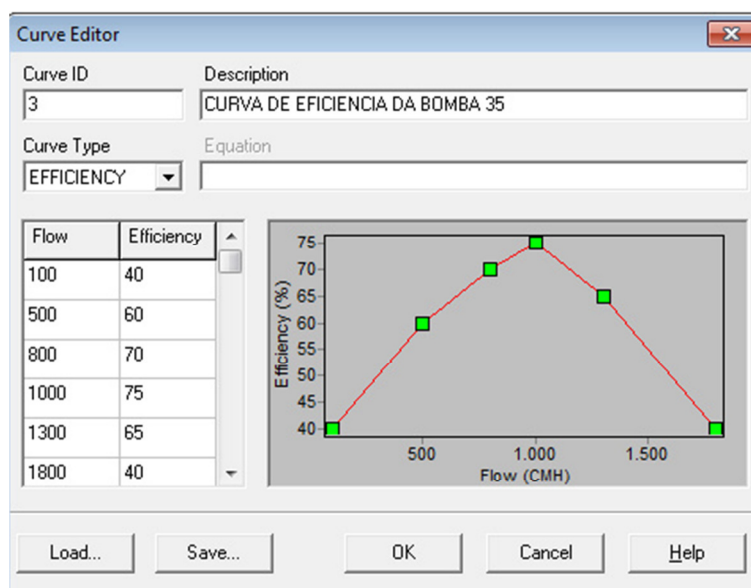 Curve Editor
Curve ID
Description
3
CURVA DE EFICIENCIA DA BOMBA 35
Curve Type
Equation
EFFICIENCY
Flow Efficiency
100 40
500 60
800 70
1000 75
1300 65
1800 40
75
70
65
60
55
50
45
40
Efficiency (%)
500 1.000 1.500
Flow (CMH)
Load... Save... OK Cancel Help